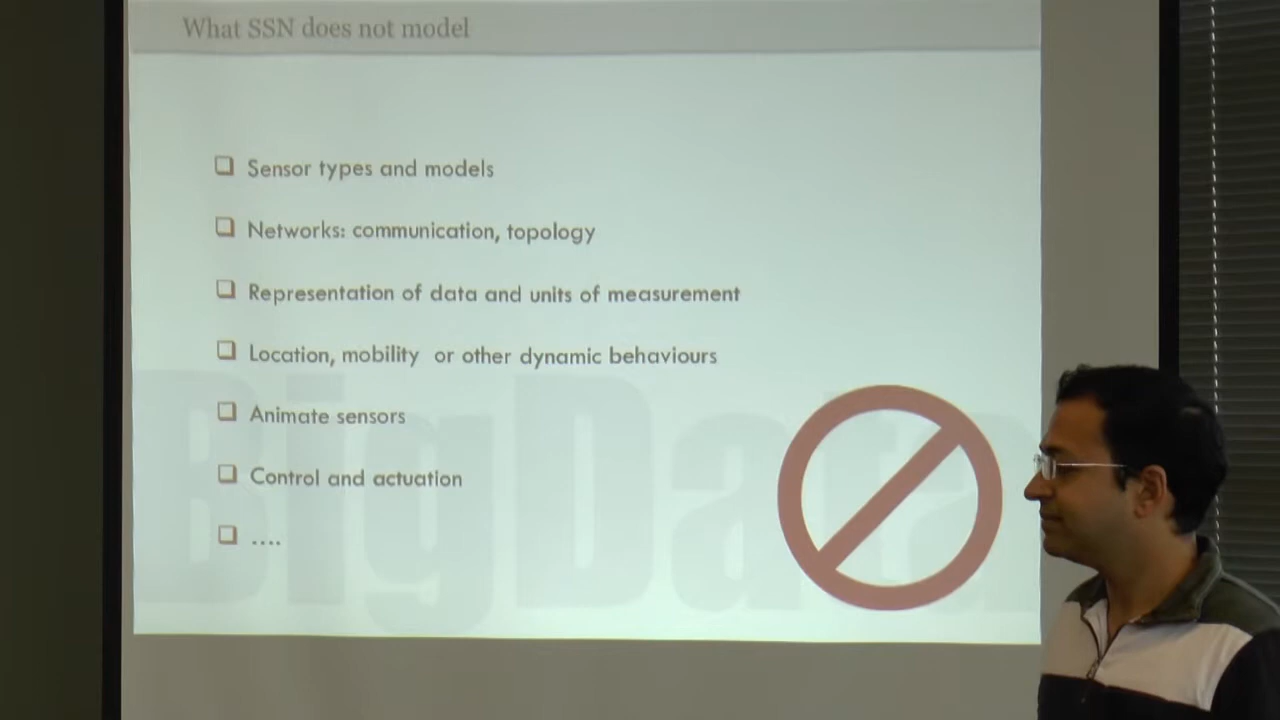 What SSN does not model
Sensor types and models
Networks: communication, topology
Representation of data and units of measurement
Location, mobility or other dynamic behaviours
Animate sensors
Control and actuation
....
BigData